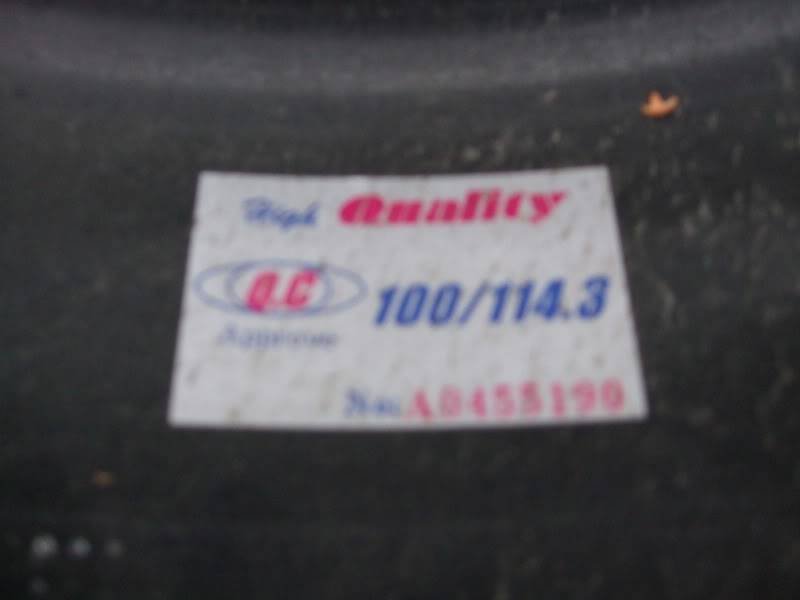 High Quality
Q.C 100/114.3
Approve
No: A0455190